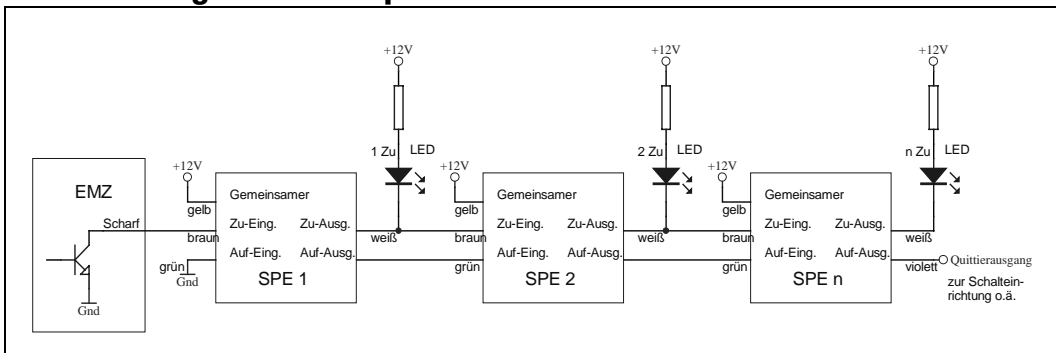 +12V
+12V
+12V
1 Zu
LED
2 Zu
LED
n Zu
LED
EMZ
Scharf
Gnd
+12V
gelb
braun
grün
Gnd
Gemeinsamer
Zu-Eing.
Zu-Ausg.
Auf-Eing.
Auf-Ausg.
SPE 1
weiß
+12V
gelb
braun
grün
Gemeinsamer
Zu-Eing.
Zu-Ausg.
Auf-Eing.
Auf-Ausg.
SPE 2
weiß
+12V
gelb
braun
grün
Gemeinsamer
Zu-Eing.
Zu-Ausg.
Auf-Eing.
Auf-Ausg.
SPE n
weiß
violett
Quittierausgang
zur Schaltein-
richtung o.ä.